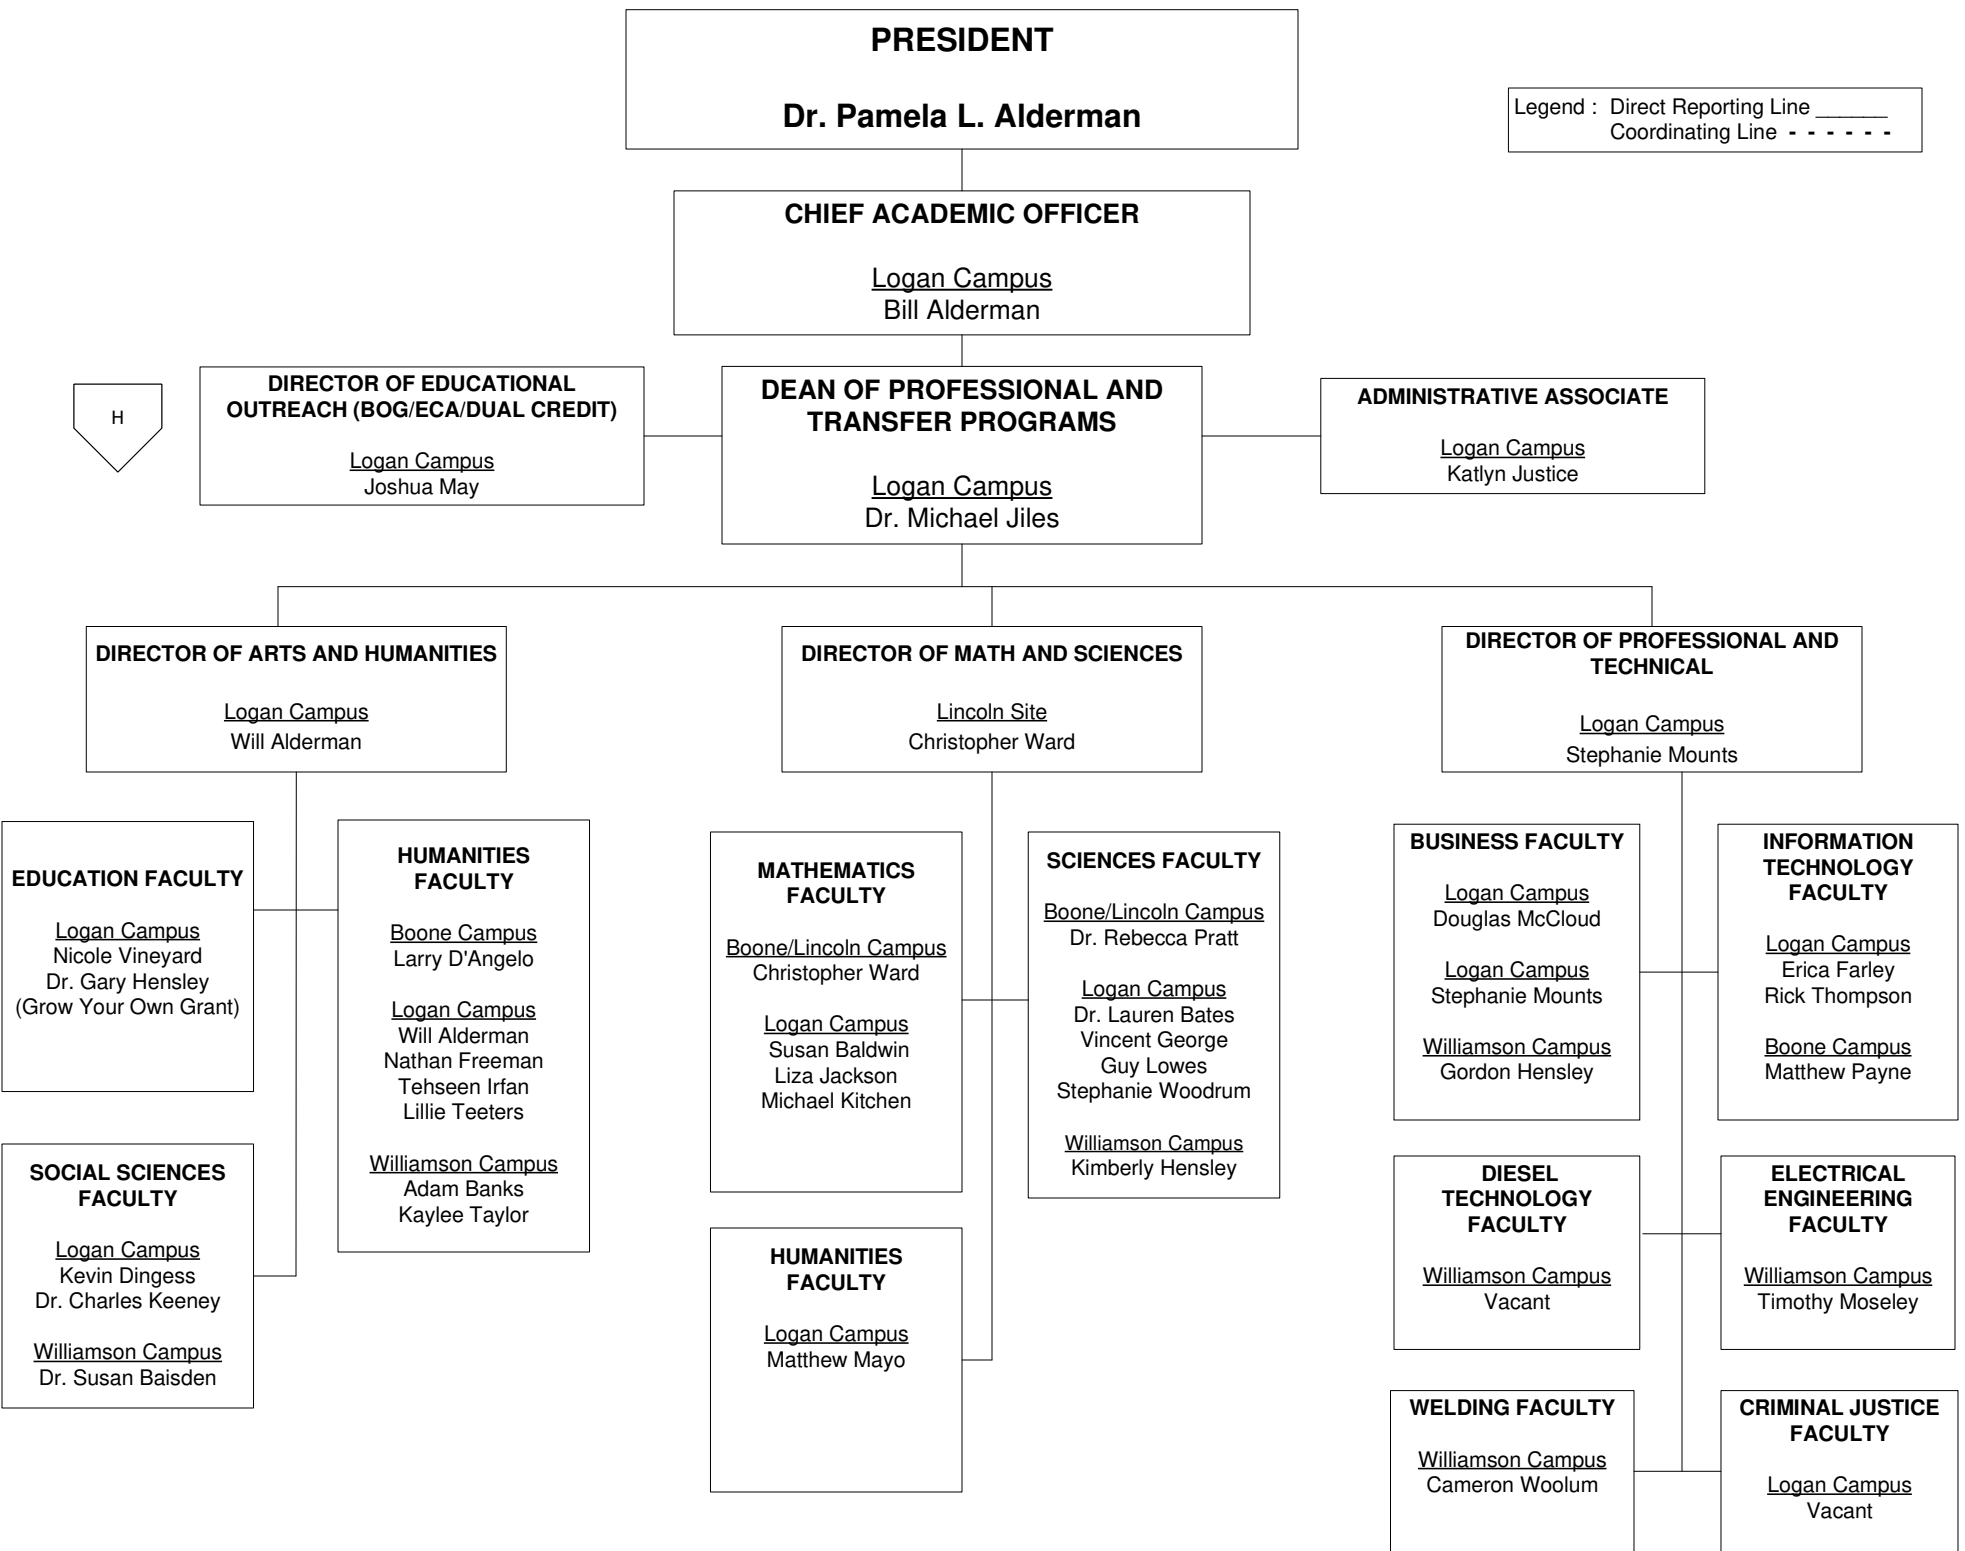 PRESIDENT
Dr. Pamela L. Alderman
Legend : Direct Reporting Line ______
Coordinating Line - - - - - -
CHIEF ACADEMIC OFFICER
Logan Campus
Bill Alderman
H
DIRECTOR OF EDUCATIONAL
OUTREACH (BOG/ECA/DUAL CREDIT)
Logan Campus
Joshua May
DEAN OF PROFESSIONAL AND
TRANSFER PROGRAMS
Logan Campus
Dr. Michael Jiles
ADMINISTRATIVE ASSOCIATE
Logan Campus
Katlyn Justice
DIRECTOR OF ARTS AND HUMANITIES
Logan Campus
Will Alderman
DIRECTOR OF MATH AND SCIENCES
Lincoln Site
Christopher Ward
DIRECTOR OF PROFESSIONAL AND
TECHNICAL
Logan Campus
Stephanie Mounts
EDUCATION FACULTY
Logan Campus
Nicole Vineyard
Dr. Gary Hensley
(Grow Your Own Grant)
HUMANITIES
FACULTY
Boone Campus
Larry D'Angelo
Logan Campus
Will Alderman
Nathan Freeman
Tehseen Irfan
Lillie Teeters
Williamson Campus
Adam Banks
Kaylee Taylor
SOCIAL SCIENCES
FACULTY
Logan Campus
Kevin Dingess
Dr. Charles Keeney
Williamson Campus
Dr. Susan Baisden
MATHEMATICS
FACULTY
Boone/Lincoln Campus
Christopher Ward
Logan Campus
Susan Baldwin
Liza Jackson
Michael Kitchen
SCIENCES FACULTY
Boone/Lincoln Campus
Dr. Rebecca Pratt
Logan Campus
Dr. Lauren Bates
Vincent George
Guy Lowes
Stephanie Woodrum
Williamson Campus
Kimberly Hensley
HUMANITIES
FACULTY
Logan Campus
Matthew Mayo
BUSINESS FACULTY
Logan Campus
Douglas McCloud
Logan Campus
Stephanie Mounts
Williamson Campus
Gordon Hensley
INFORMATION
TECHNOLOGY
FACULTY
Logan Campus
Erica Farley
Rick Thompson
Boone Campus
Matthew Payne
DIESEL
TECHNOLOGY
FACULTY
Williamson Campus
Vacant
ELECTRICAL
ENGINEERING
FACULTY
Williamson Campus
Timothy Moseley
WELDING FACULTY
Williamson Campus
Cameron Woolum
CRIMINAL JUSTICE
FACULTY
Logan Campus
Vacant